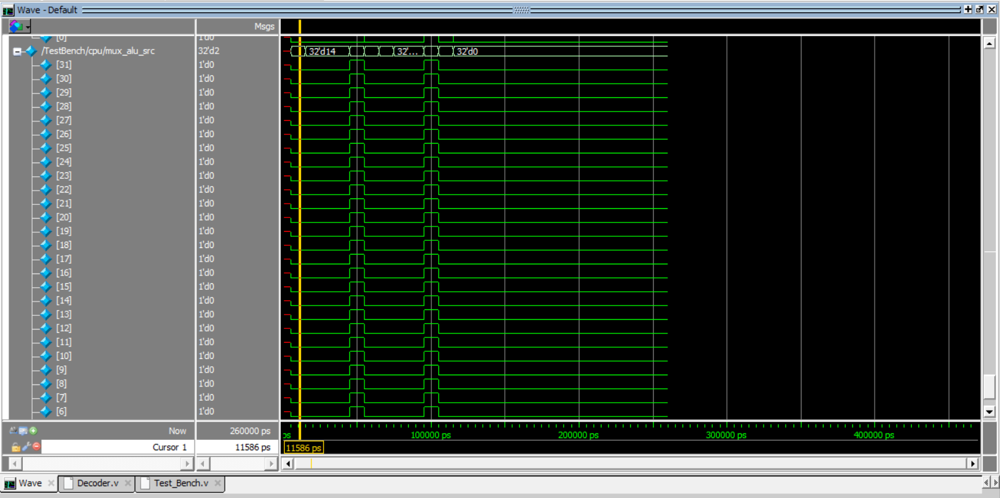 Wave - Default
Msgs
[0] 1'd0
/TestBench/cpu/mux_alu_src 32'd2 32'd14 32'... 32'd0
[31] 1'd0
[30] 1'd0
[29] 1'd0
[28] 1'd0
[27] 1'd0
[26] 1'd0
[25] 1'd0
[24] 1'd0
[23] 1'd0
[22] 1'd0
[21] 1'd0
[20] 1'd0
[19] 1'd0
[18] 1'd0
[17] 1'd0
[16] 1'd0
[15] 1'd0
[14] 1'd0
[13] 1'd0
[12] 1'd0
[11] 1'd0
[10] 1'd0
[9] 1'd0
[8] 1'd0
[7] 1'd0
[6] 1'd0
Now 260000 ps ps 100000 ps 200000 ps 300000 ps 400000 ps
Cursor 1 11586 ps 11586 ps
Wave Decoder.v Test_Bench.v